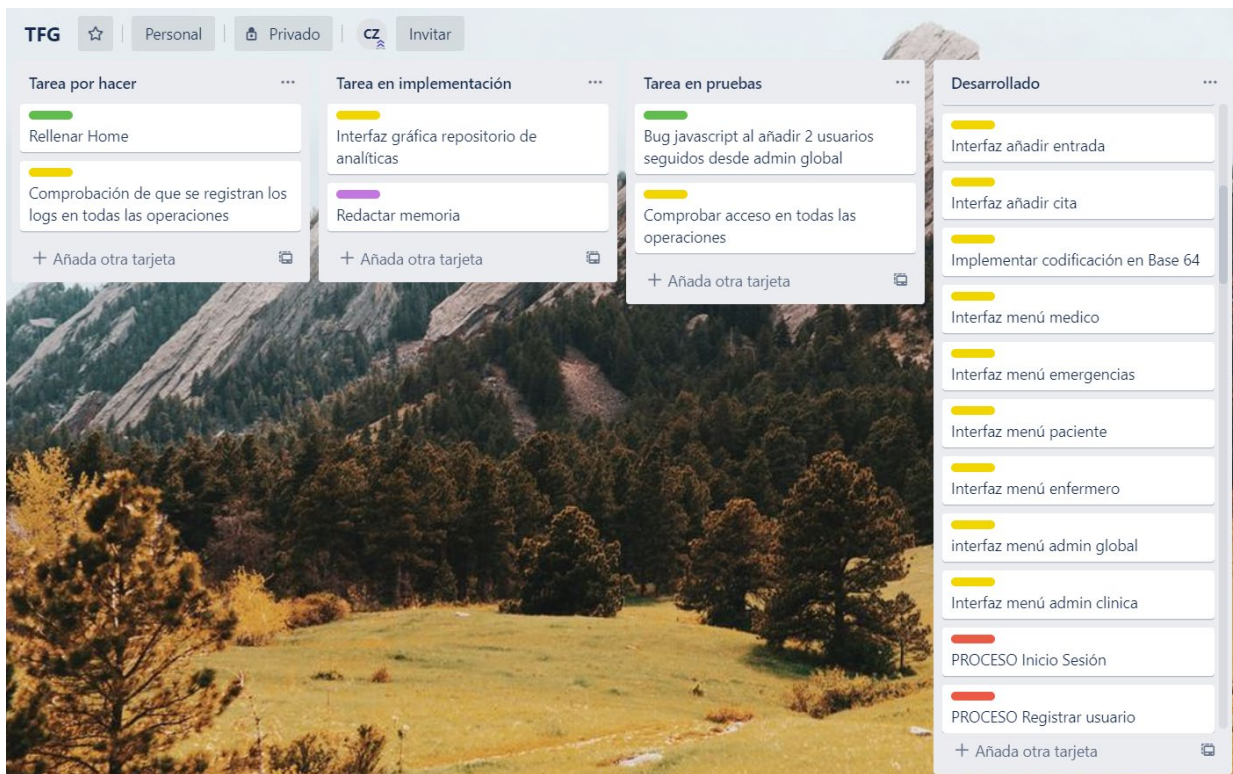 TFG
Personal
Privado
CZ
Invitar
Tarea por hacer
Rellenar Home
Comprobación de que se registran los
logs en todas las operaciones
+ Añada otra tarjeta
Tarea en implementación
Interfaz gráfica repositorio de
analíticas
Redactar memoria
+ Añada otra tarjeta
Tarea en pruebas
Bug javascript al añadir 2 usuarios
seguidos desde admin global
Comprobar acceso en todas las
operaciones
+ Añada otra tarjeta
Desarrollado
Interfaz añadir entrada
Interfaz añadir cita
Implementar codificación en Base 64
Interfaz menú medico
Interfaz menú emergencias
Interfaz menú paciente
Interfaz menú enfermero
interfaz menú admin global
Interfaz menú admin clinica
PROCESO Inicio Sesión
PROCESO Registrar usuario
+ Añada otra tarjeta